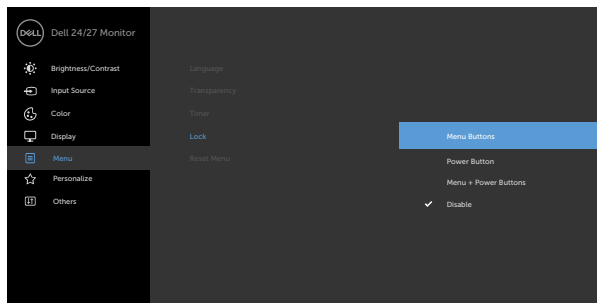 DELL Dell 24/27 Monitor
Brightness/Contrast
Input Source
Color
Display
Menu
Personalize
Others
Language
Transparency
Timer
Lock
Reset Menu
Menu Buttons
Power Button
Menu + Power Buttons
Disable